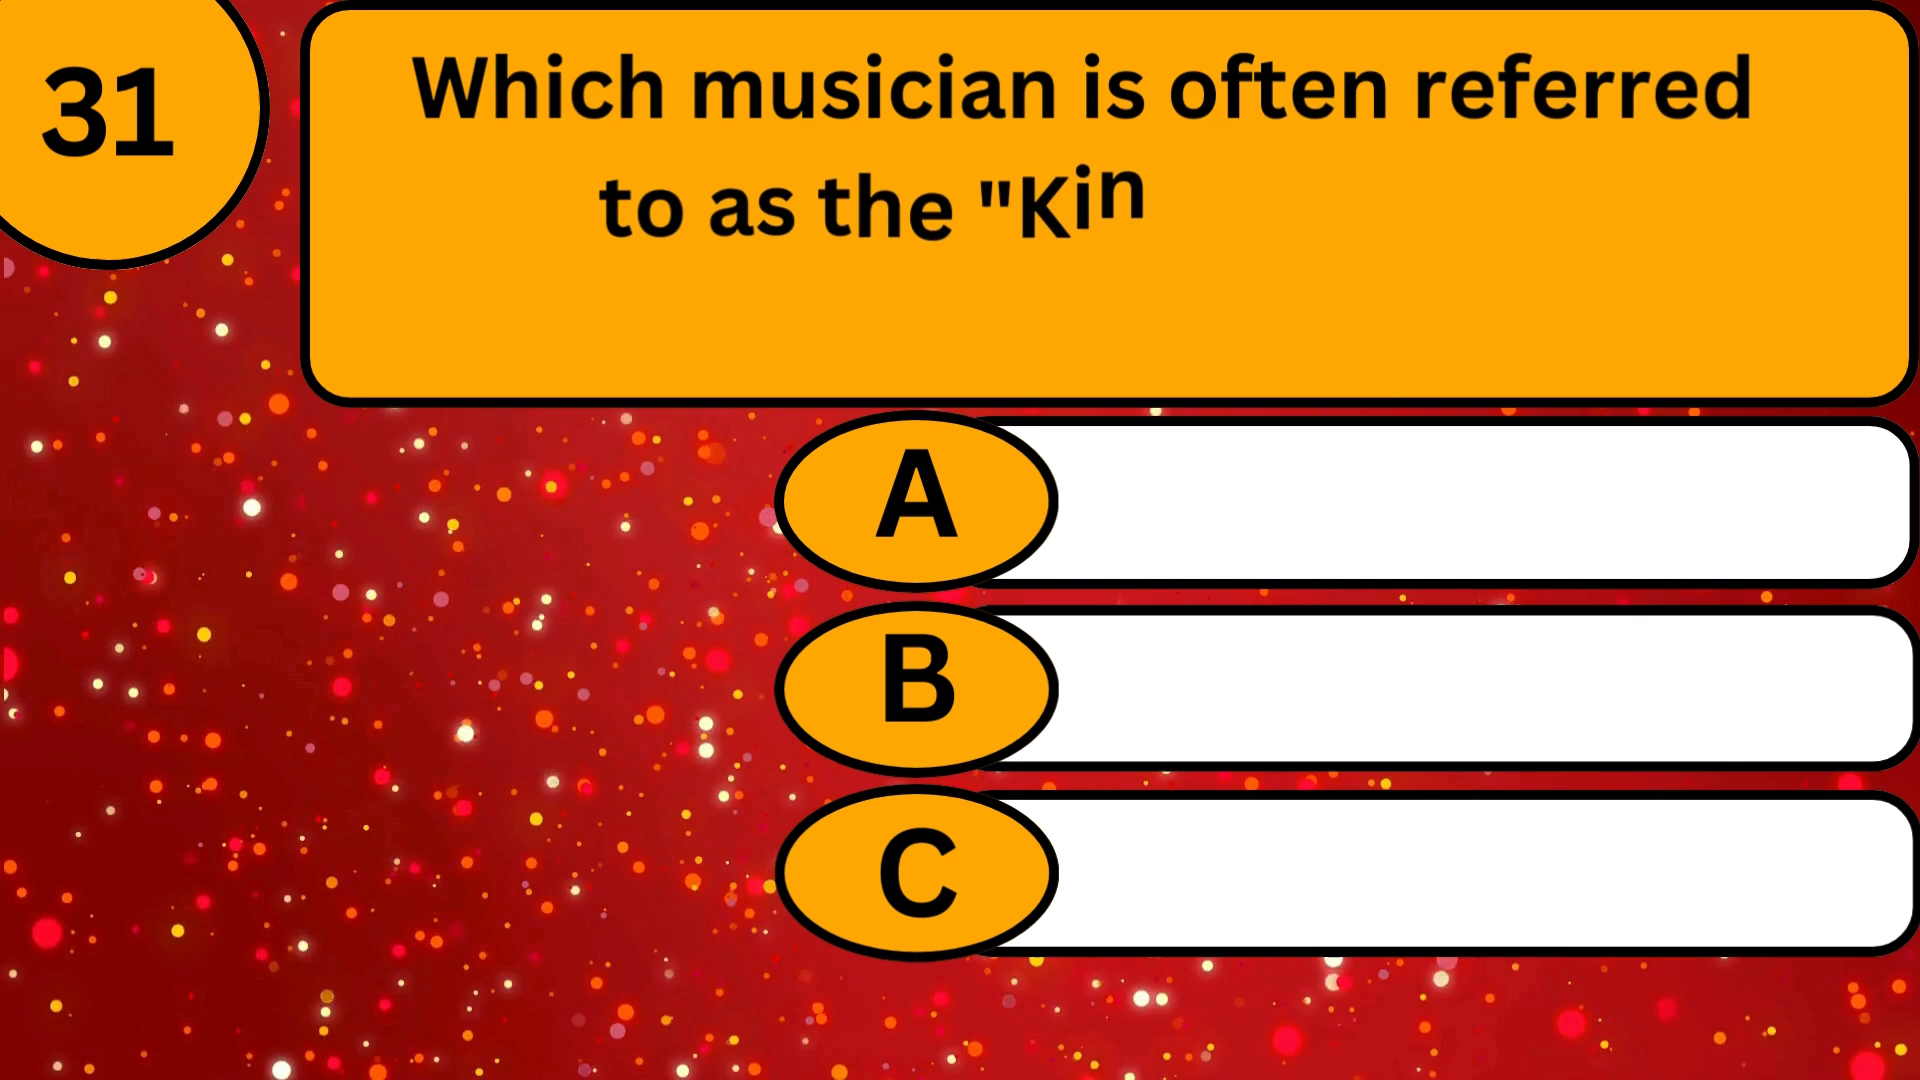 31
Which musician is often referred
to as the "Kin
A
B
C